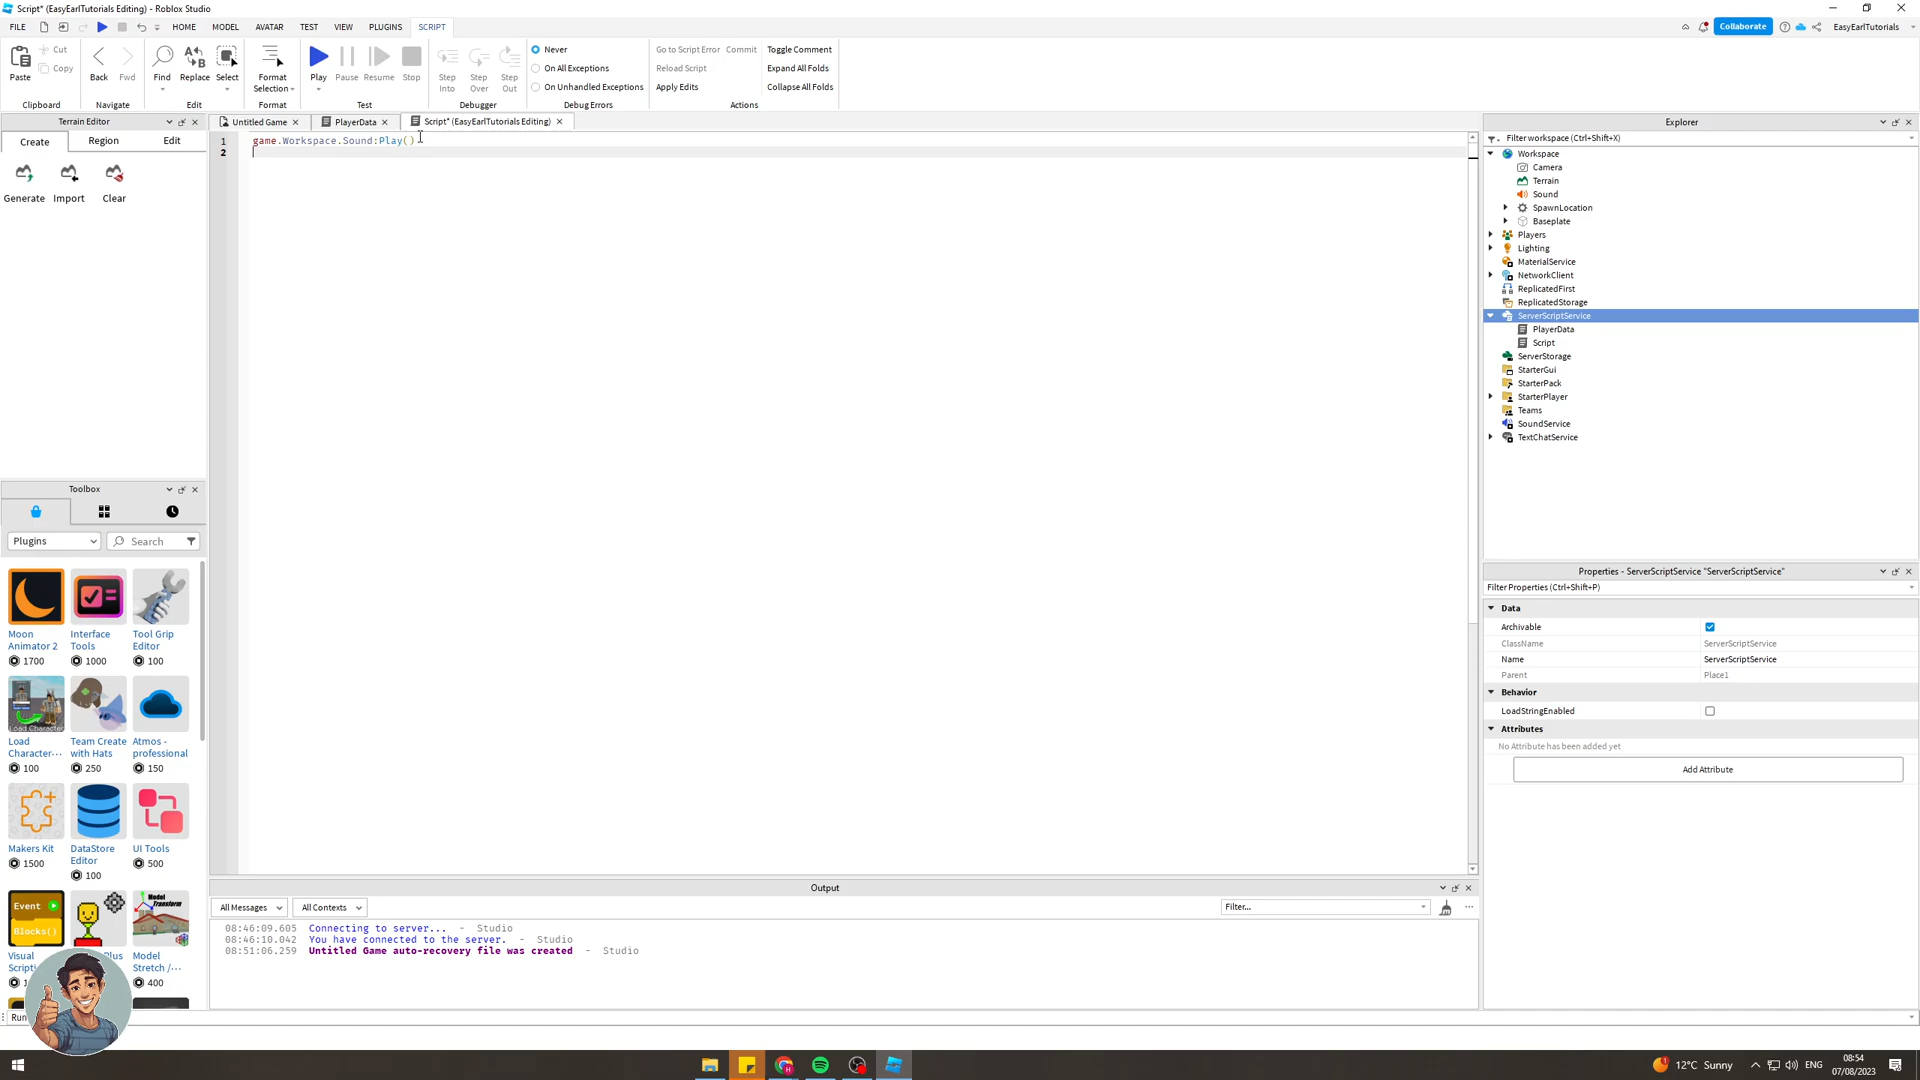 Script* (EasyEarlTutorials Editing) - Roblox Studio
FILE HOME MODEL AVATAR TEST VIEW PLUGINS SCRIPT Collaborate EasyEarlTutorials
Paste Cut Copy Clipboard
Back Fwd Navigate
Find Replace Select Edit
Format Selection Format
Play Pause Resume Stop Test
Step Into Step Over Step Out Debugger
Never
On All Exceptions
On Unhandled Exceptions
Debug Errors
Go to Script Error Commit Toggle Comment
Reload Script Expand All Folds
Apply Edits Collapse All Folds
Actions
Terrain Editor
Create Region Edit
Generate Import Clear
Untitled Game PlayerData Script* (EasyEarlTutorials Editing)
1 game.Workspace.Sound:Play()
2
Toolbox
Plugins Search
Moon Animator 2
1700
Interface Tools
1000
Tool Grip Editor
100
Load Character
Load Character-···
100
Team Create with Hats
250
Atmos - professional
150
Makers Kit
1500
DataStore Editor
100
UI Tools
500
Event
Blocks()
Visual
Model Transform
Plus
Model Stretch /···
400
Run
Output
All Messages All Contexts Filter...
08:46:09.605 Connecting to server... - Studio
08:46:10.042 You have connected to the server. - Studio
08:51:06.259 Untitled Game auto-recovery file was created - Studio
Explorer
Filter workspace (Ctrl+Shift+X)
Workspace
Camera
Terrain
Sound
SpawnLocation
Baseplate
Players
Lighting
MaterialService
NetworkClient
ReplicatedFirst
ReplicatedStorage
ServerScriptService
PlayerData
Script
ServerStorage
StarterGui
StarterPack
StarterPlayer
Teams
SoundService
TextChatService
Properties - ServerScriptService "ServerScriptService"
Filter Properties (Ctrl+Shift+P)
Data
Archivable
ClassName ServerScriptService
Name ServerScriptService
Parent Place1
Behavior
LoadStringEnabled
Attributes
No Attribute has been added yet
Add Attribute
12°C Sunny ENG 08:54
07/08/2023